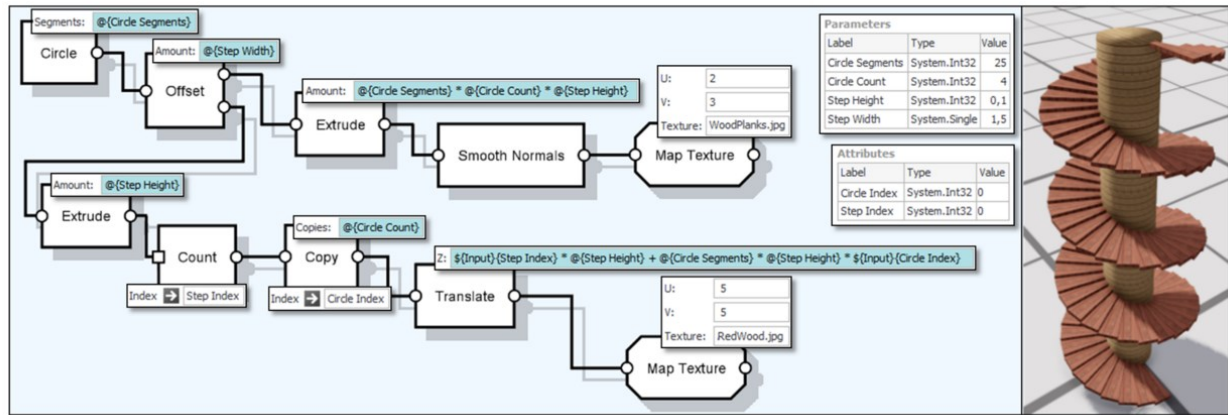 Segments: @{Circle Segments}
Circle
Amount: @{Step Width}
Offset
Amount: @{Circle Segments} * @{Circle Count} * @{Step Height}
Extrude
Smooth Normals
U: 2
V: 3
Texture: WoodPlanks.jpg
Map Texture
Parameters
Label Type Value
Circle Segments System.Int32 25
Circle Count System.Int32 4
Step Height System.Int32 0,1
Step Width System.Single 1,5
Attributes
Label Type Value
Circle Index System.Int32 0
Step Index System.Int32 0
Amount: @{Step Height}
Extrude
Count
Index Step Index
Copies: @{Circle Count}
Copy
Index Circle Index
Z: ${Input}{Step Index} * @{Step Height} + @{Circle Segments} * @{Step Height} * ${Input}{Circle Index}
Translate
U: 5
V: 5
Texture: RedWood.jpg
Map Texture